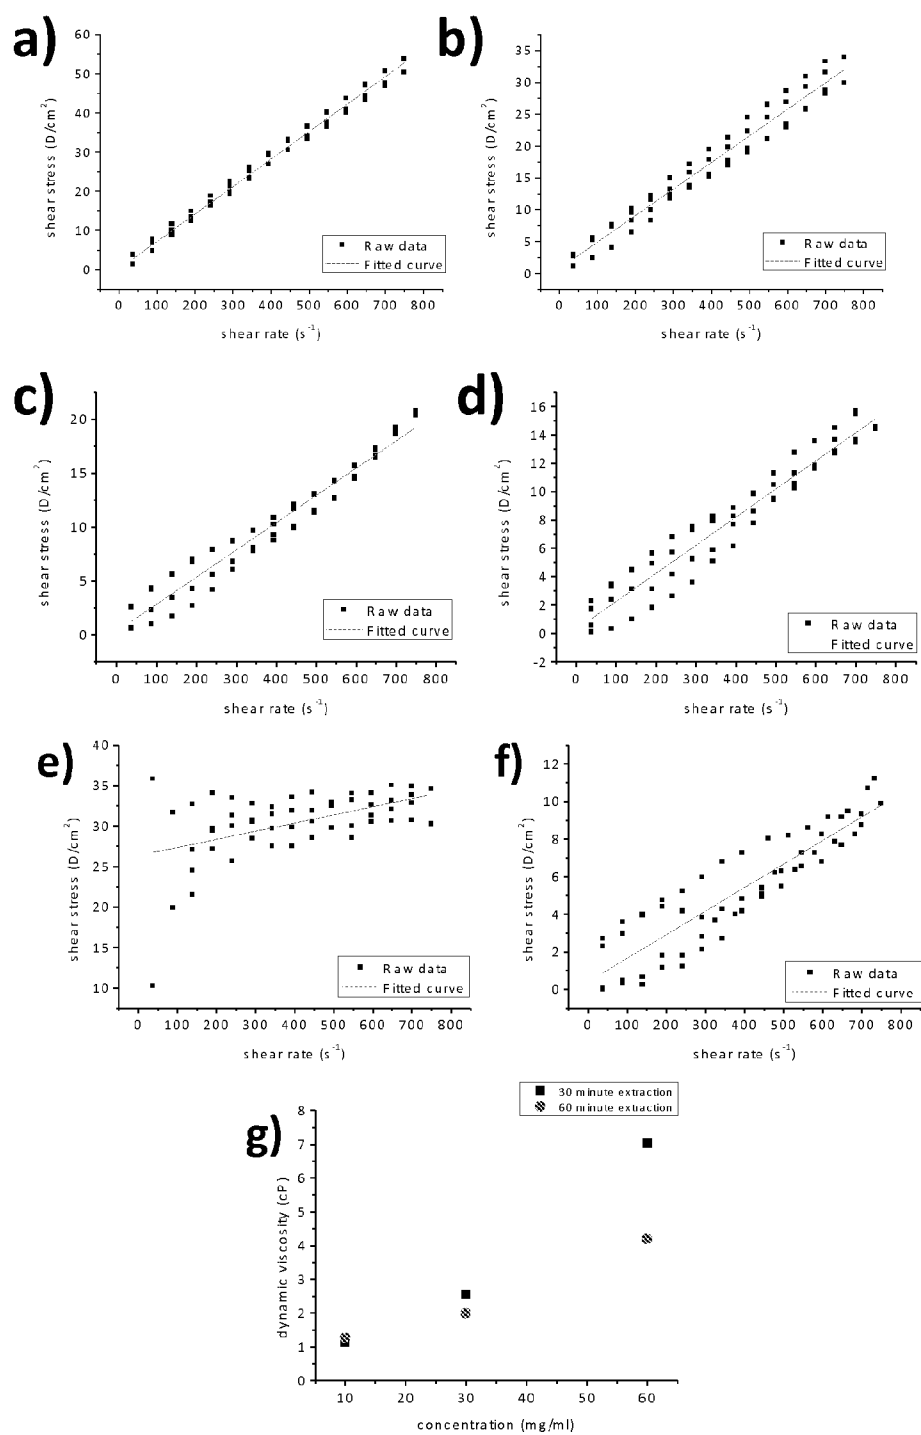 a)
60
50
40
30
20
10
0
shear stress (D/cm²)
Raw data
Fitted curve
0 100 200 300 400 500 600 700 800
shear rate (s⁻¹)
b)
35
30
25
20
15
10
5
0
shear stress (D/cm²)
Raw data
Fitted curve
0 100 200 300 400 500 600 700 800
shear rate (s⁻¹)
c)
20
15
10
5
0
shear stress (D/cm²)
Raw data
Fitted curve
0 100 200 300 400 500 600 700 800
shear rate (s⁻¹)
d)
16
14
12
10
8
6
4
2
0
-2
shear stress (D/cm²)
Raw data
Fitted curve
0 100 200 300 400 500 600 700 800
shear rate (s⁻³)
e)
40
35
30
25
20
15
10
shear stress (D/cm²)
Raw data
Fitted curve
0 100 200 300 400 500 600 700 800
shear rate (s⁻¹)
f)
12
10
8
6
4
2
0
shear stress (D/cm²)
Raw data
Fitted curve
0 100 200 300 400 500 600 700 800
shear rate (s⁻¹)
30 minute extraction
60 minute extraction
g)
8
7
6
5
4
3
2
1
0
dynamic viscosity (cP)
10 20 30 40 50 60
concentration (mg/ml)